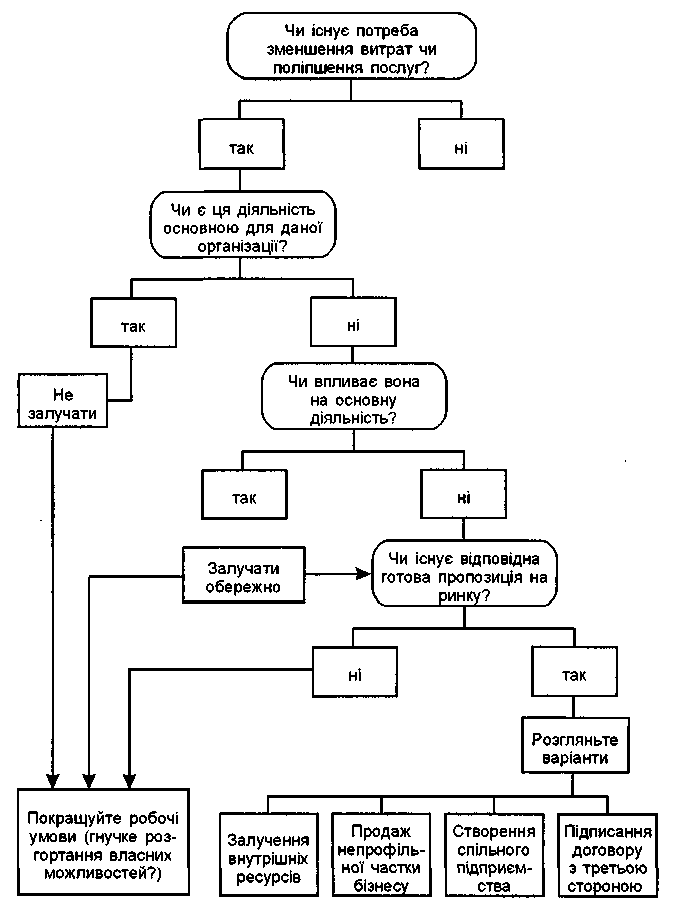 Чи існує потреба
зменшення витрат чи
поліпшення послуг?
так
ні
Чи є ця діяльність
основною для даної
організації?
так
ні
Не
залучати
Чи впливає вона
на основну
діяльність?
так
ні
Залучати
обережно
Чи існує відповідна
готова пропозиція на
ринку?
ні
так
Розгляньте
варіанти
Покращуйте робочі
умови (гнучке роз-
гортання власних
можливостей?)
Залучення
внутрішніх
ресурсів
Продаж
непрофіль-
ної частки
бізнесу
Створення
спільного
підприєм-
ства
Підписання
договору
з третьою
стороною